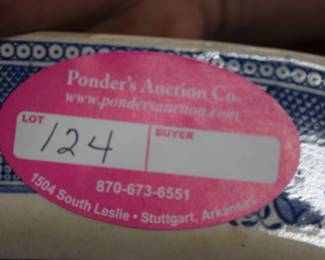 Ponder's Auction Co.
www.pondersauction.com
LOT BUYER
124
870-673-6551
1504 South Leslie • Stuttgart, Arkansas